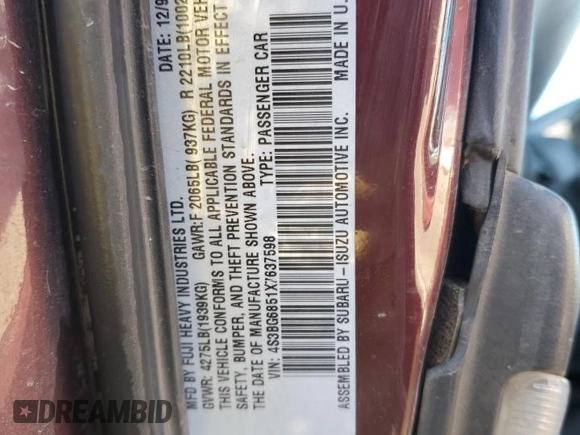 MFD BY FUJI HEAVY INDUSTRIES LTD. DATE: 12/9
GVWR: 4275LB(1939KG) GAWR:F 2065LB( 937KG) R 2210LB(1002
THIS VEHICLE CONFORMS TO ALL APPLICABLE FEDERAL MOTOR VEH
SAFETY, BUMPER, AND THEFT PREVENTION STANDARDS IN EFFECT
THE DATE OF MANUFACTURE SHOWN ABOVE.
VIN: 4S3BG6851X7637598 TYPE: PASSENGER CAR
ASSEMBLED BY SUBARU-ISUZU AUTOMOTIVE INC. MADE IN U.
DREAMBID